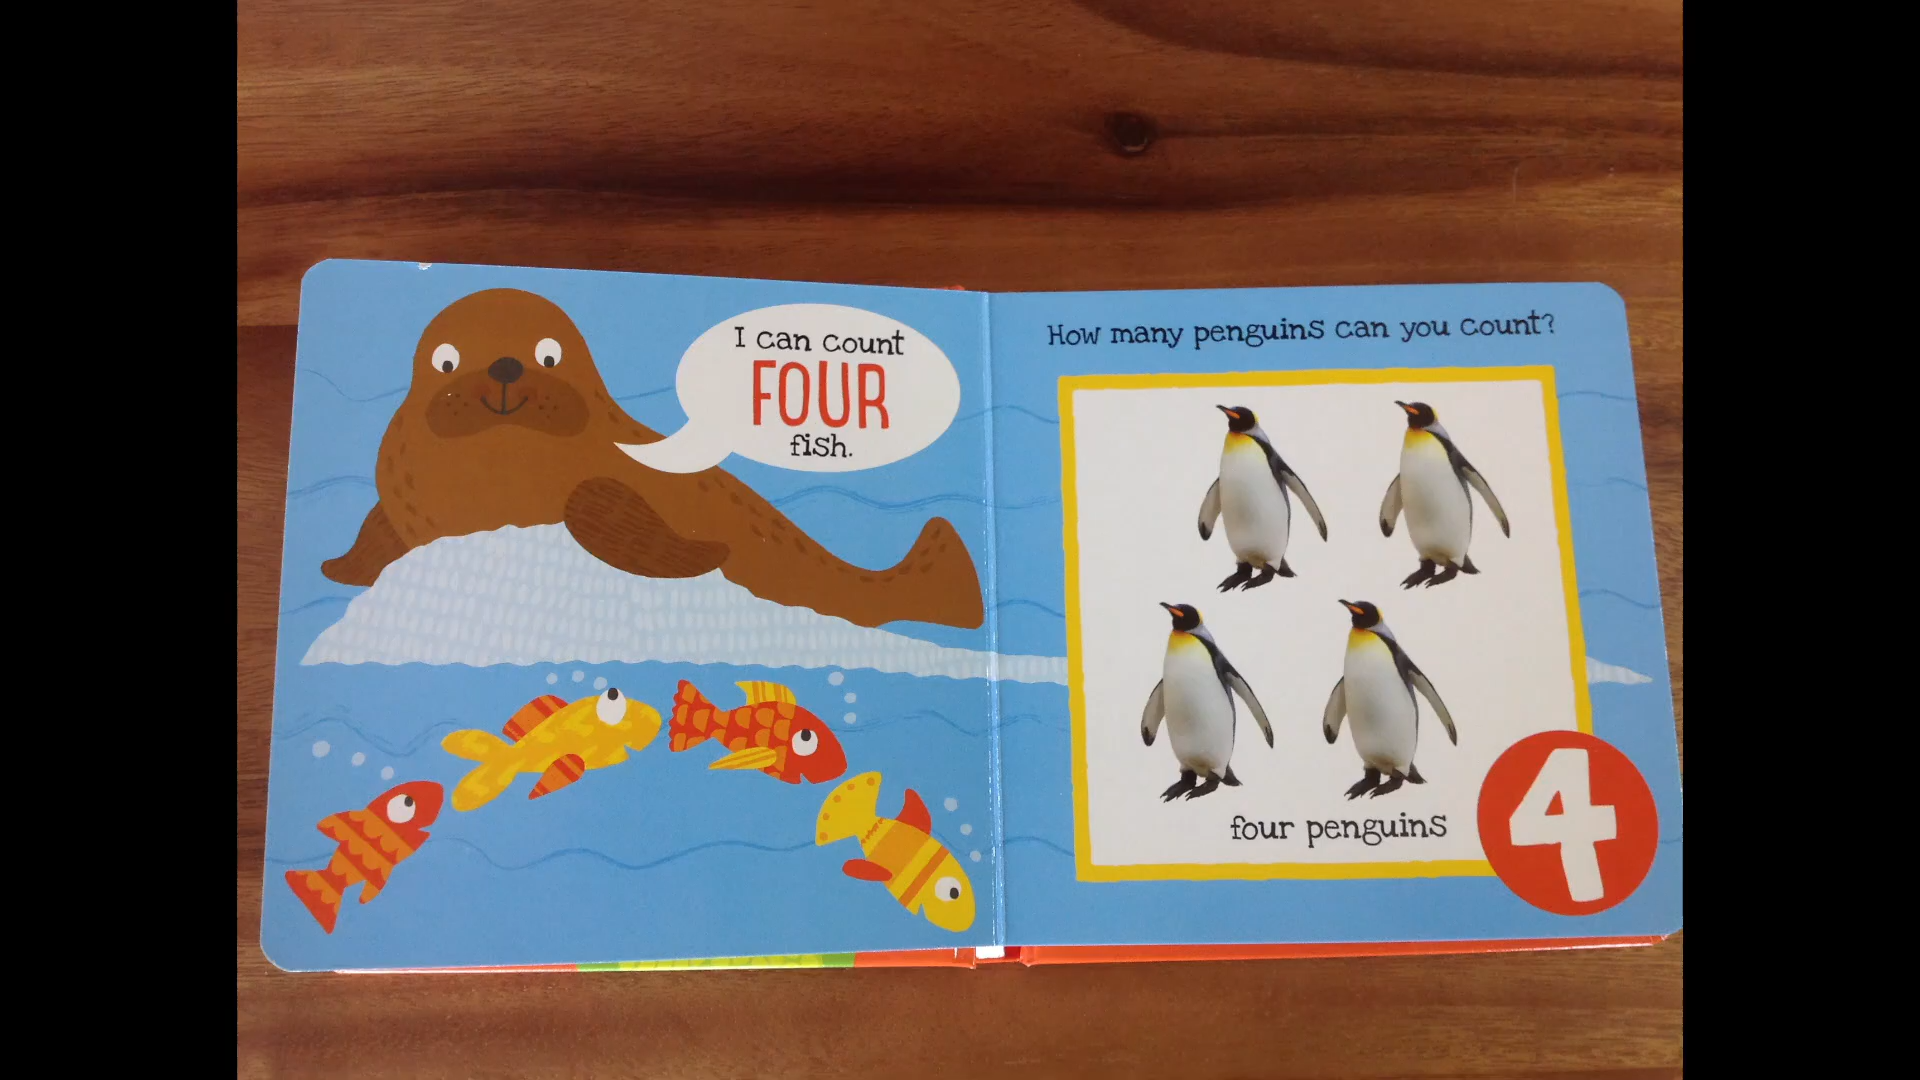 I can count
FOUR
fish.
How many penguins can you count?
four penguins
4